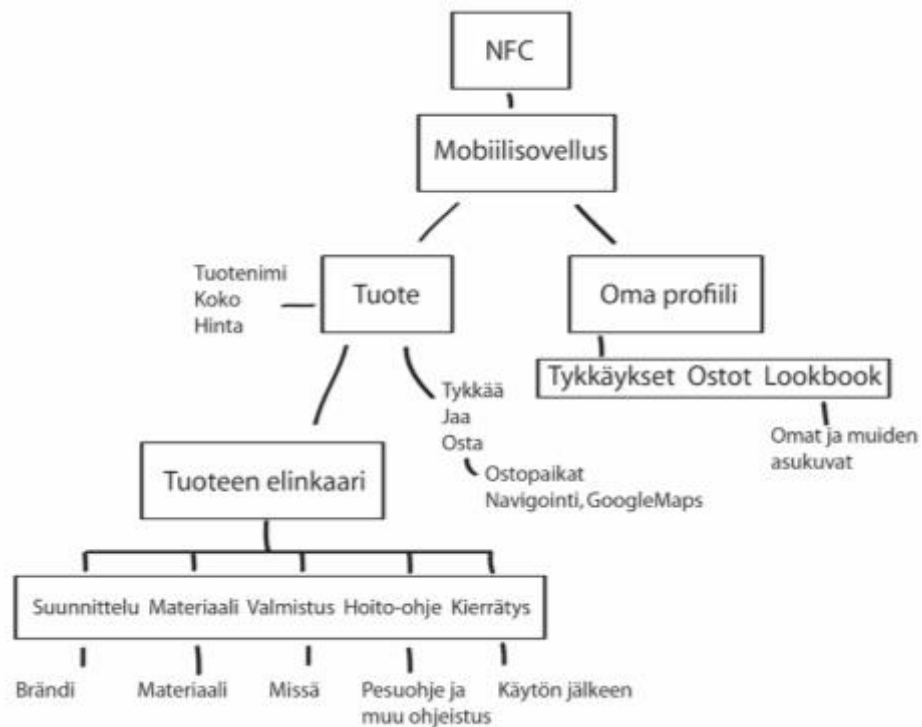 NFC
Mobiilisovellus
Tuotenimi
Koko
Hinta
Tuote
Oma profiili
Tykkäykset Ostot Lookbook
Tykkää
Jaa
Osta
Omat ja muiden
asukuvat
Ostopaikat
Navigointi, GoogleMaps
Tuoteen elinkaari
Suunnittelu Materiaali Valmistus Hoito-ohje Kierrätys
Brändi
Materiaali
Missä
Pesuohje ja
muu ohjeistus
Käytön jälkeen